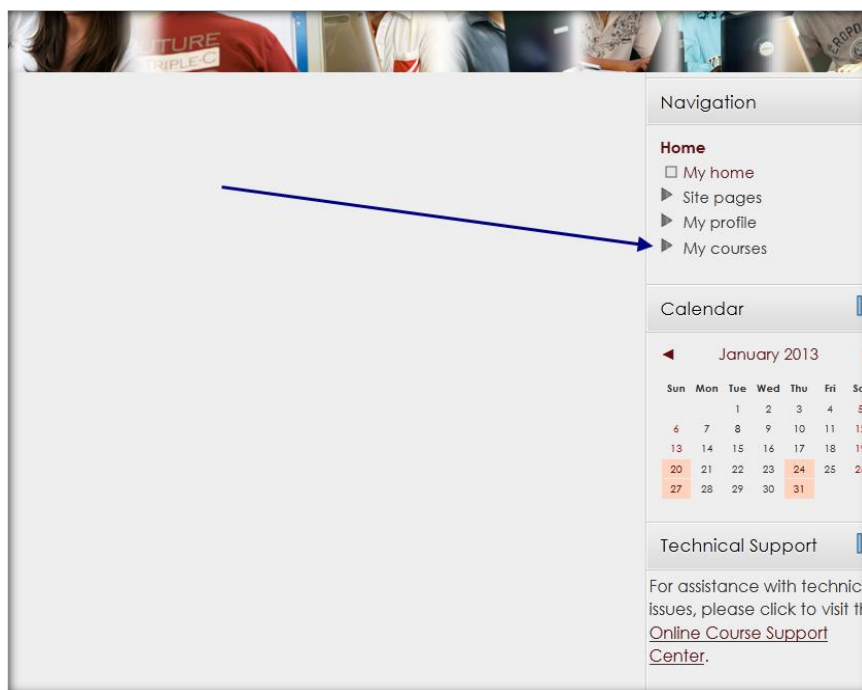 UTURE
TRIPLE-C
Navigation
Home
My home
Site pages
My profile
My courses
Calendar
January 2013
Sun Mon Tue Wed Thu Fri
1 2 3 4
6 7 8 9 10 11
13 14 15 16 17 18
20 21 22 23 24 25
27 28 29 30 31
Technical Support
For assistance with technic
issues, please click to visit th
Online Course Support
Center.